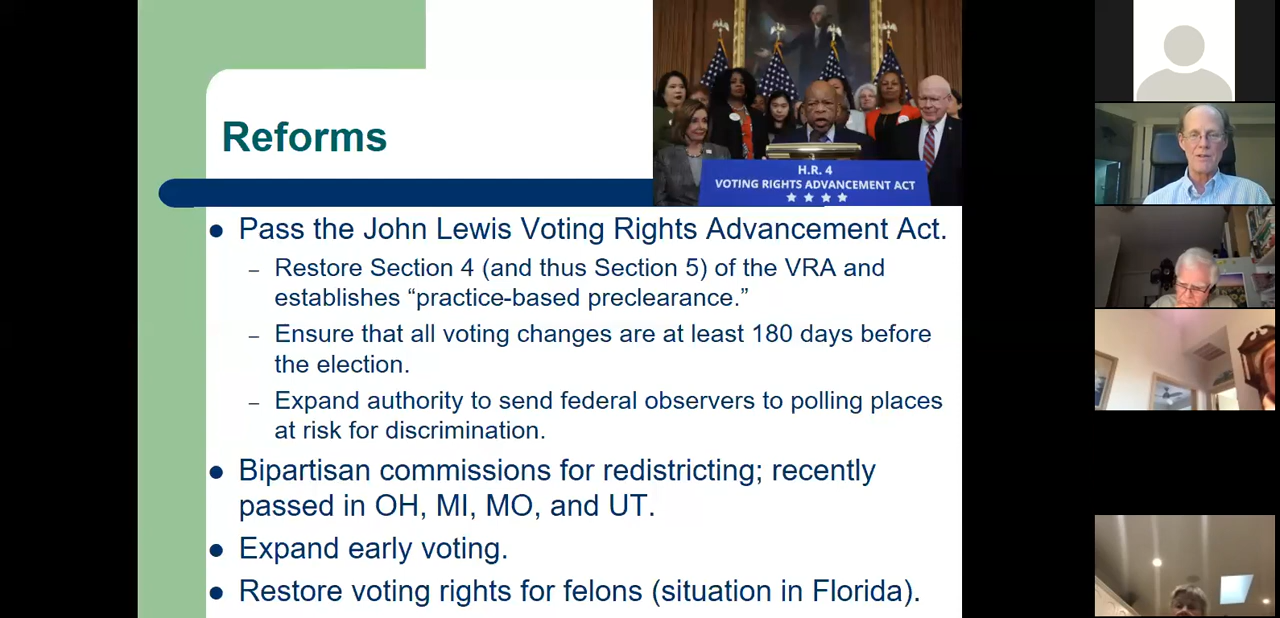 H.R. 4
VOTING RIGHTS ADVANCEMENT ACT
Reforms
Pass the John Lewis Voting Rights Advancement Act.
– Restore Section 4 (and thus Section 5) of the VRA and
establishes “practice-based preclearance.”
– Ensure that all voting changes are at least 180 days before
the election.
– Expand authority to send federal observers to polling places
at risk for discrimination.
Bipartisan commissions for redistricting; recently
passed in OH, MI, MO, and UT.
Expand early voting.
Restore voting rights for felons (situation in Florida).